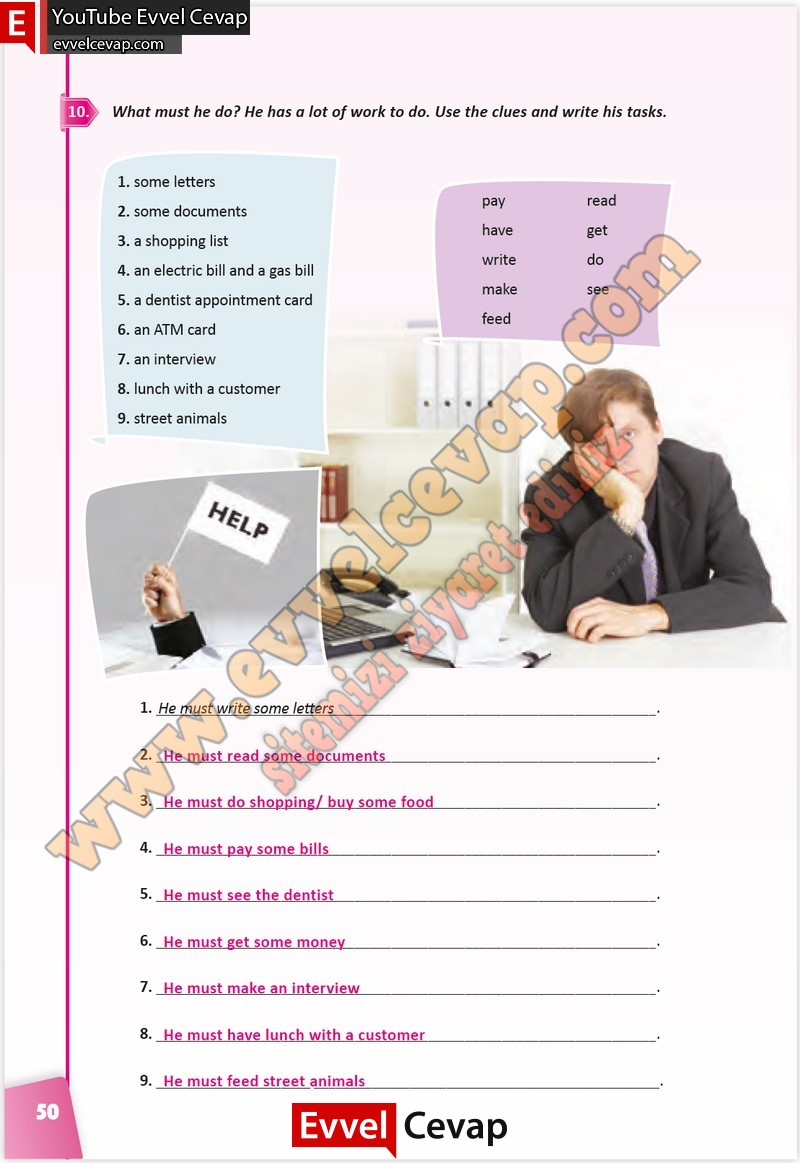 E YouTube Evvel Cevap
evvelcevap.com
10. What must he do? He has a lot of work to do. Use the clues and write his tasks.
1. some letters
2. some documents
3. a shopping list
4. an electric bill and a gas bill
5. a dentist appointment card
6. an ATM card
7. an interview
8. lunch with a customer
9. street animals
pay read
have get
write do
make see
feed
HELP
www.evvelcevap.com
sitemizi ziyaret ediniz
1. He must write some letters.
2. He must read some documents.
3. He must do shopping/ buy some food.
4. He must pay some bills.
5. He must see the dentist.
6. He must get some money.
7. He must make an interview.
8. He must have lunch with a customer.
9. He must feed street animals.
50
Evvel Cevap